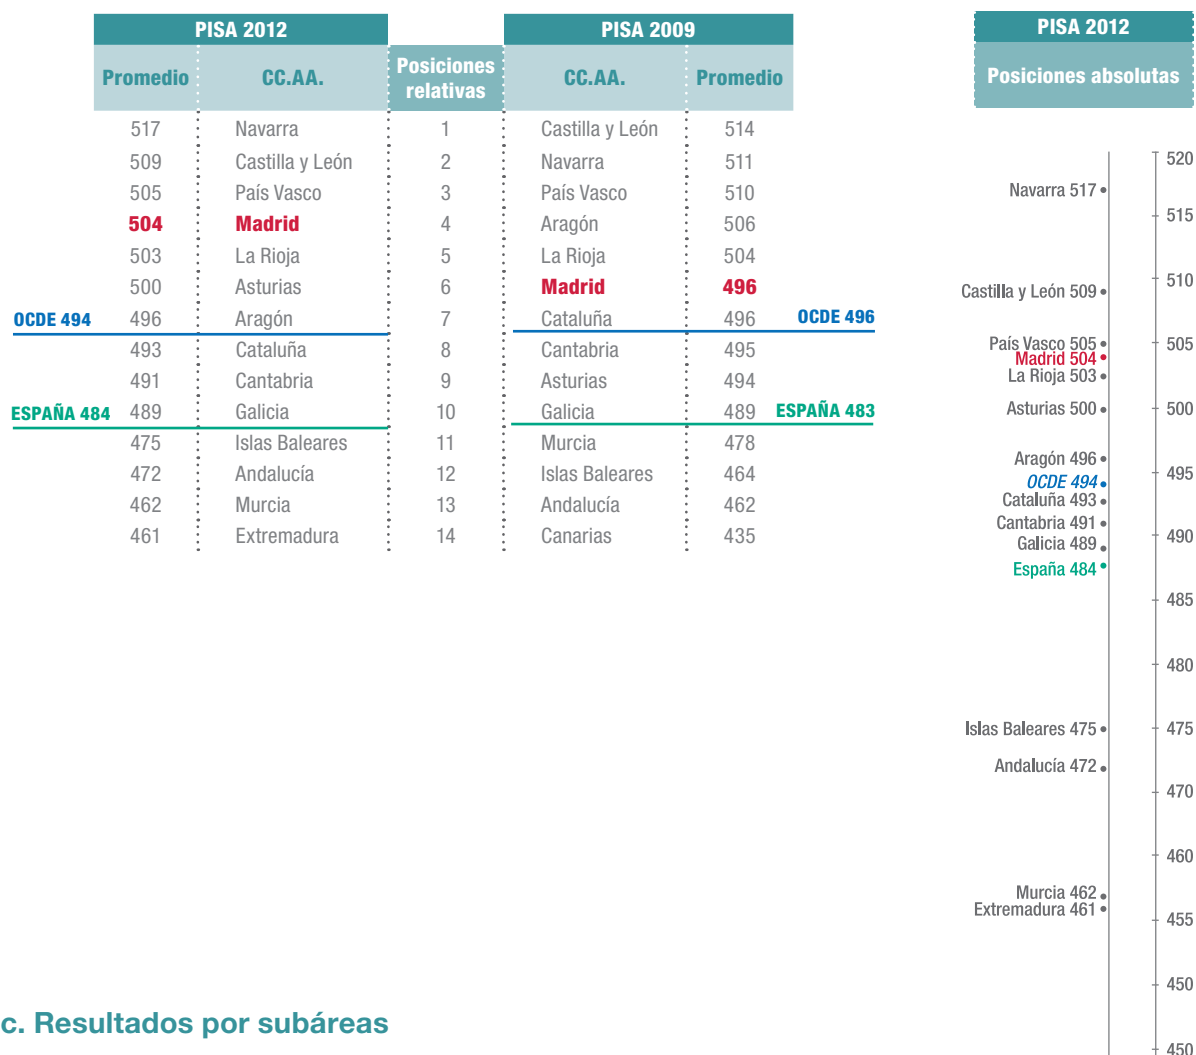 PISA 2012 PISA 2009
Promedio CC.AA. Posiciones relativas CC.AA. Promedio
517 Navarra 1 Castilla y León 514
509 Castilla y León 2 Navarra 511
505 País Vasco 3 País Vasco 510
504 Madrid 4 Aragón 506
503 La Rioja 5 La Rioja 504
500 Asturias 6 Madrid 496
OCDE 494 496 Aragón 7 Cataluña 496 OCDE 496
493 Cataluña 8 Cantabria 495
491 Cantabria 9 Asturias 494
ESPAÑA 484 489 Galicia 10 Galicia 489 ESPAÑA 483
475 Islas Baleares 11 Murcia 478
472 Andalucía 12 Islas Baleares 464
462 Murcia 13 Andalucía 462
461 Extremadura 14 Canarias 435
PISA 2012
Posiciones absolutas
520
Navarra 517
515
510
Castilla y León 509
País Vasco 505
505
Madrid 504
La Rioja 503
Asturias 500
500
Aragón 496
495
OCDE 494
Cataluña 493
Cantabria 491
490
Galicia 489
España 484
485
480
Islas Baleares 475
475
Andalucía 472
470
460
Murcia 462
Extremadura 461
455
450
450
c. Resultados por subáreas